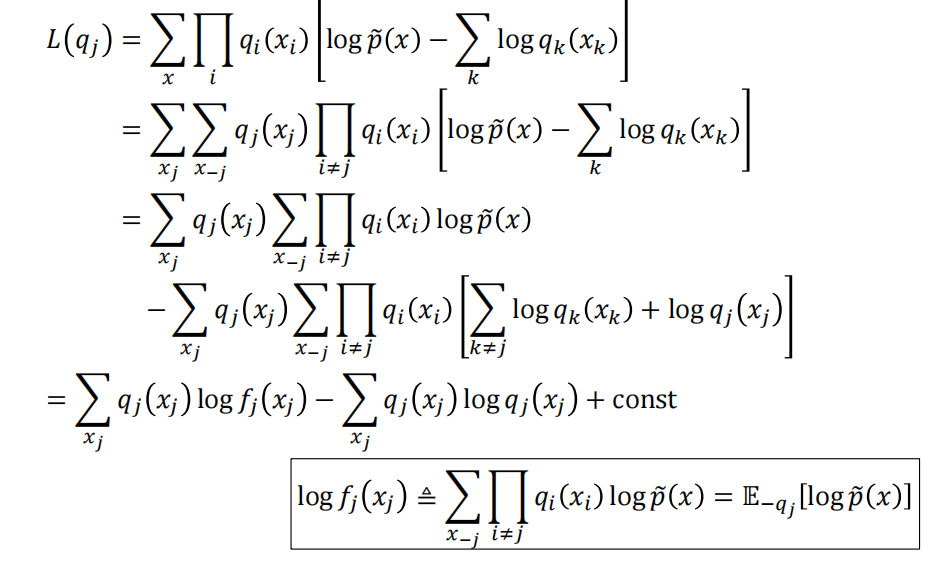 L(q_j) = ∑_x ∏_i q_i(x_i) [log p̃(x) − ∑_k log q_k(x_k)]
= ∑_{x_j} ∑_{x_{−j}} q_j(x_j) ∏_{i≠j} q_i(x_i) [log p̃(x) − ∑_k log q_k(x_k)]
= ∑_{x_j} q_j(x_j) ∑_{x_{−j}} ∏_{i≠j} q_i(x_i) log p̃(x)
− ∑_{x_j} q_j(x_j) ∑_{x_{−j}} ∏_{i≠j} q_i(x_i) [∑_{k≠j} log q_k(x_k) + log q_j(x_j)]
= ∑_{x_j} q_j(x_j) log f_j(x_j) − ∑_{x_j} q_j(x_j) log q_j(x_j) + const
log f_j(x_j) ≜ ∑_{x_{−j}} ∏_{i≠j} q_i(x_i) log p̃(x) = 𝔼_{−q_j}[log p̃(x)]